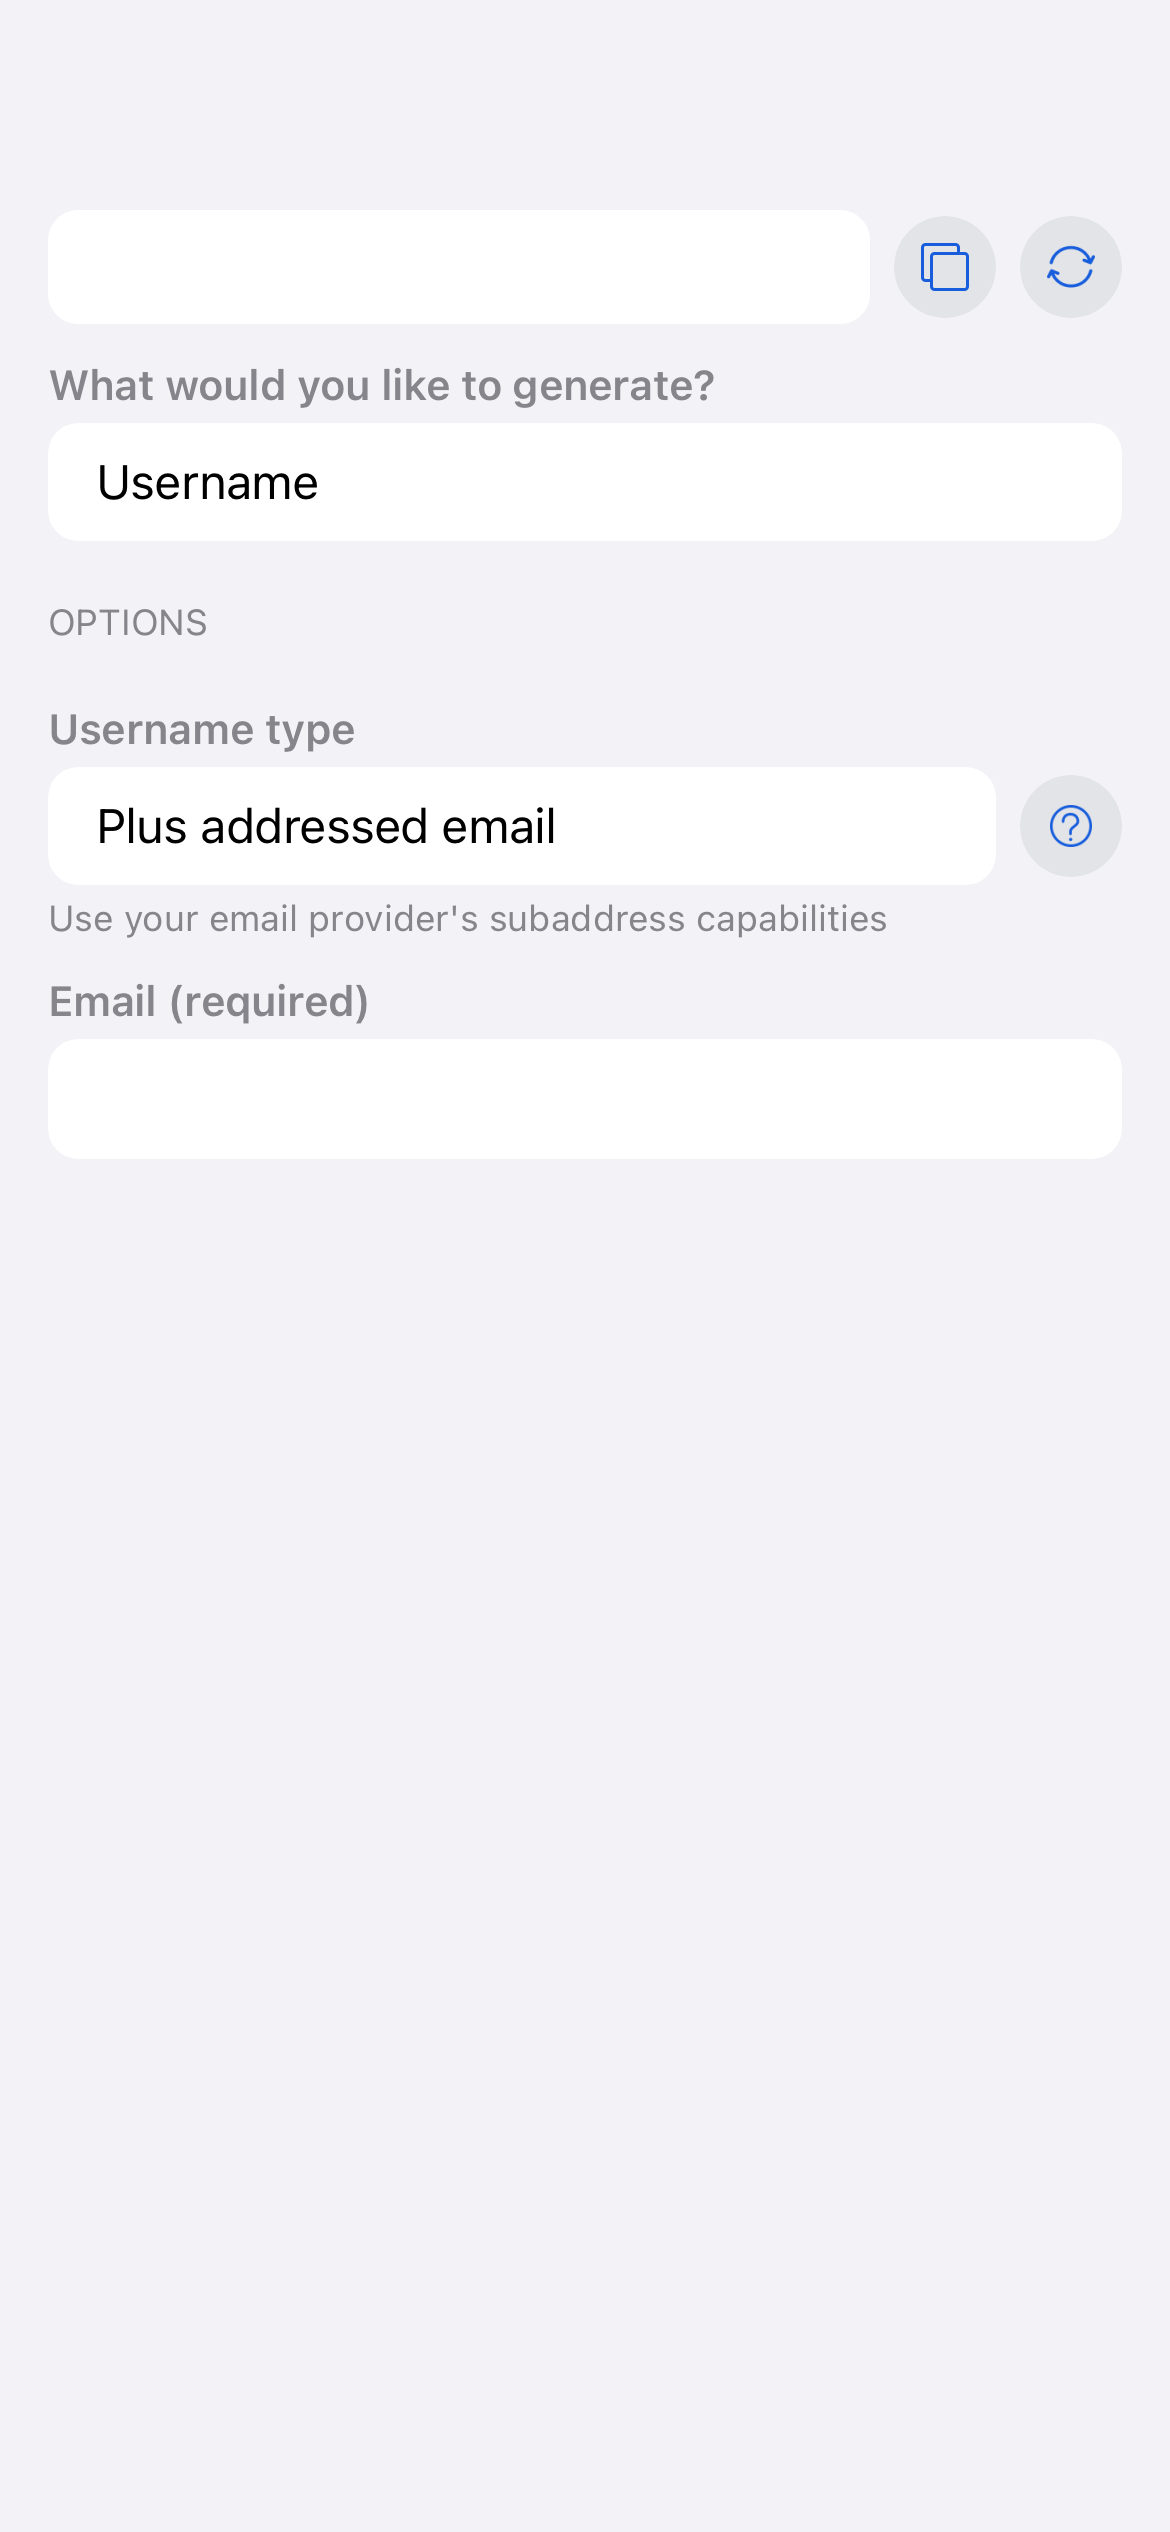 What would you like to generate?
Username
OPTIONS
Username type
Plus addressed email
Use your email provider's subaddress capabilities
Email (required)